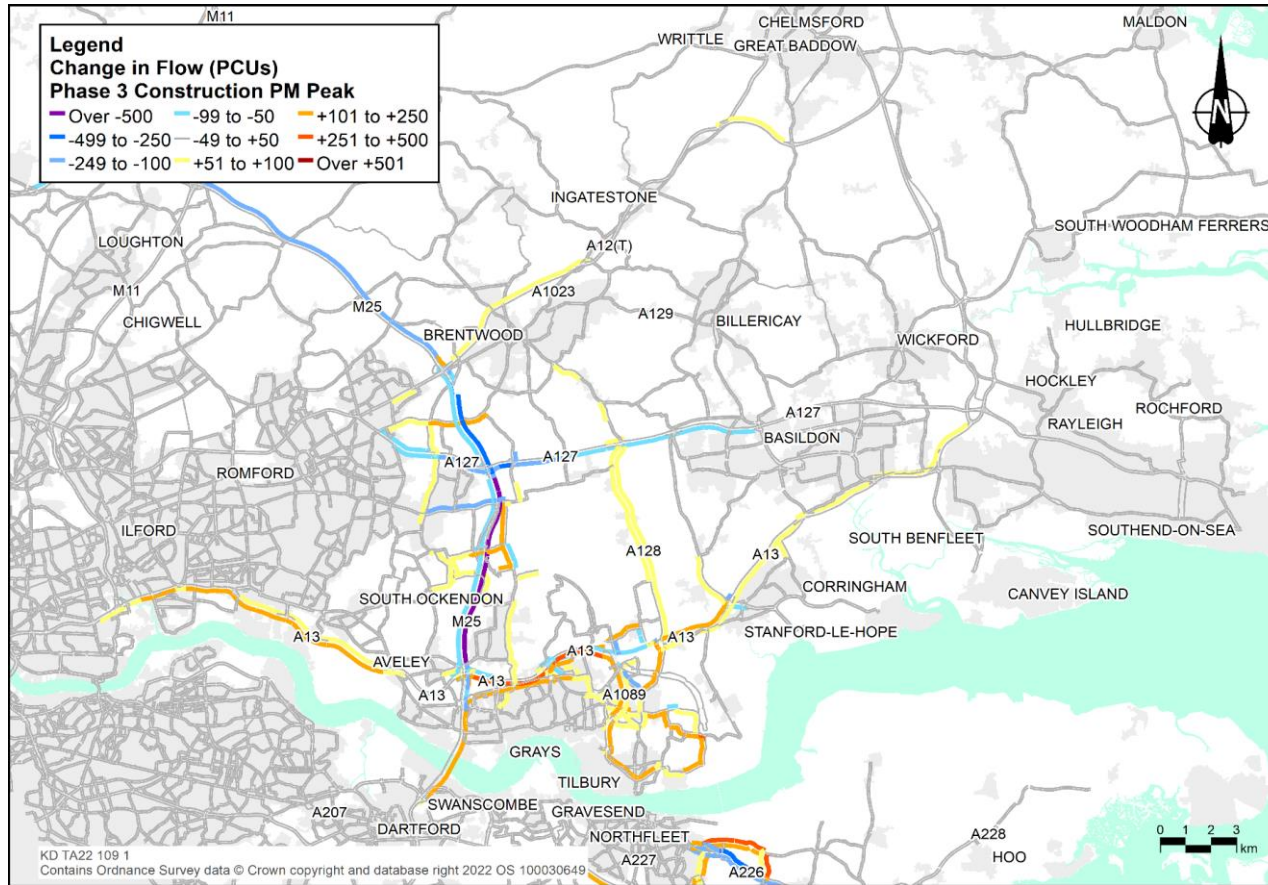 M11
CHELMSFORD
MALDON
WRITTLE
GREAT BADDOW
Legend
Change in Flow (PCUs)
Phase 3 Construction PM Peak
Over -500
-99 to -50
+101 to +250
-499 to -250
-49 to +50
+251 to +500
-249 to -100
+51 to +100
Over +501
N
INGATESTONE
SOUTH WOODHAM FERRERS
LOUGHTON
A12(T)
M11
M25
A1023
CHIGWELL
A129
BILLERICAY
HULLBRIDGE
BRENTWOOD
WICKFORD
HOCKLEY
ROCHFORD
A127
RAYLEIGH
BASILDON
A127
A127
ROMFORD
ILFORD
SOUTHEND-ON-SEA
SOUTH BENFLEET
A128
A13
CORRINGHAM
CANVEY ISLAND
SOUTH OCKENDON
M25
STANFORD-LE-HOPE
A13
A13
A13
AVELEY
A13
A13
A1089
GRAYS
TILBURY
SWANSCOMBE
GRAVESEND
A207
DARTFORD
NORTHFLEET
A228
A227
HOO
A226
0 1 2 3
km
KD TA22 109 1
Contains Ordnance Survey data © Crown copyright and database right 2022 OS 100030649